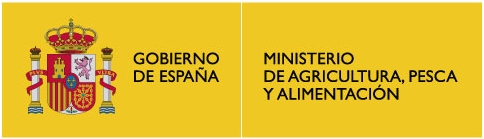 GOBIERNO
DE ESPAÑA
MINISTERIO
DE AGRICULTURA, PESCA
Y ALIMENTACIÓN